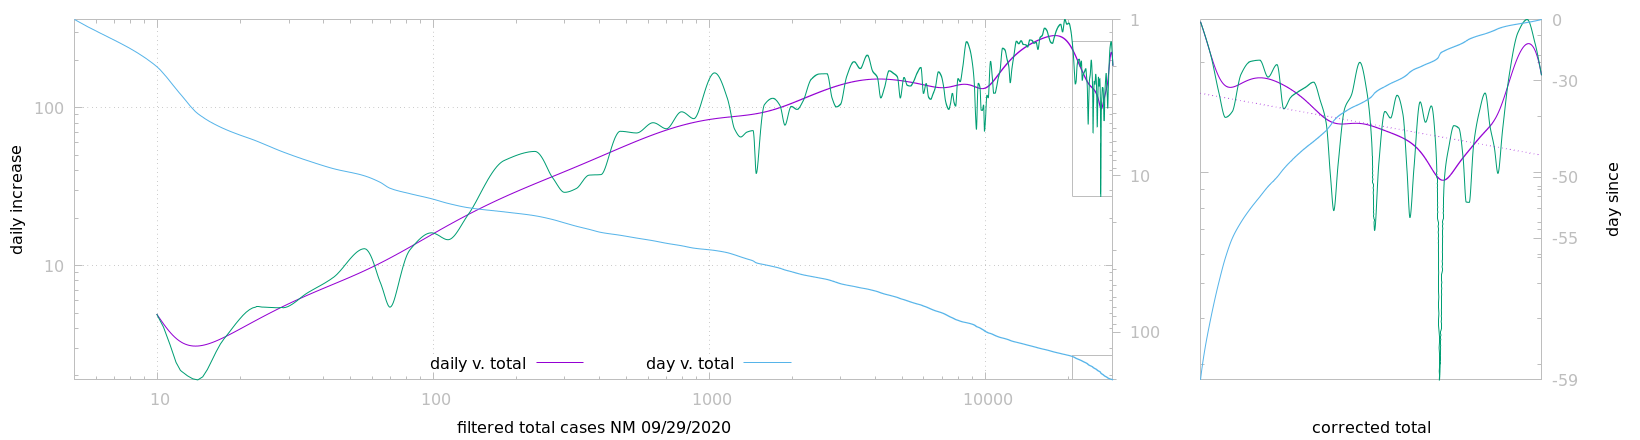 1
0
-30
100
daily increase
10
-50
day since
10
-55
100
daily v. total
day v. total
-59
10
100
1000
10000
filtered total cases NM 09/29/2020
corrected total